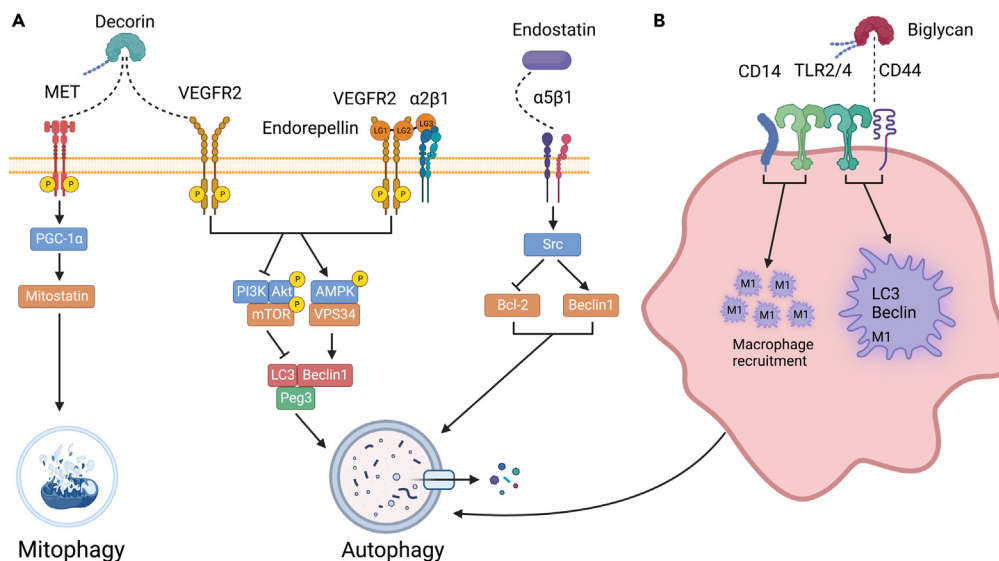 A
Decorin
MET
VEGFR2
VEGFR2 α2β1
Endorepellin
LG1 LG2 LG3
Endostatin
α5β1
P P
P P
P P
PGC-1α
Mitostatin
PI3K Akt P
mTOR P
AMPK P
VPS34
LC3 Beclin1
Peg3
Src
Bcl-2
Beclin1
Mitophagy
Autophagy
B
Biglycan
CD14 TLR2/4 CD44
M1 M1
M1 M1 M1
Macrophage
recruitment
LC3
Beclin
M1